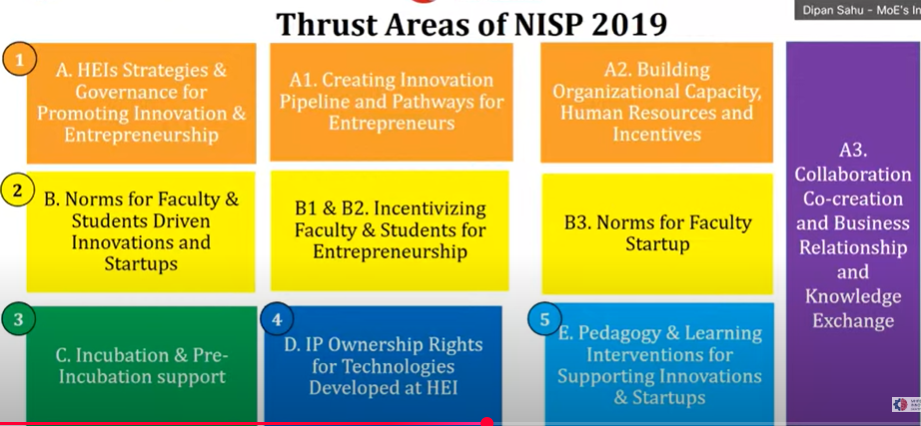 Dipan Sahu - MoE's In
Thrust Areas of NISP 2019
1
A. HEIs Strategies &
Governance for
Promoting Innovation &
Entrepreneurship
A1. Creating Innovation
Pipeline and Pathways for
Entrepreneurs
A2. Building
Organizational Capacity,
Human Resources and
Incentives
A3.
Collaboration
Co-creation
and Business
Relationship
and
Knowledge
Exchange
2
B. Norms for Faculty &
Students Driven
Innovations and
Startups
B1 & B2. Incentivizing
Faculty & Students for
Entrepreneurship
B3. Norms for Faculty
Startup
3
C. Incubation & Pre-
Incubation support
4
D. IP Ownership Rights
for Technologies
Developed at HEI
5
E. Pedagogy & Learning
Interventions for
Supporting Innovations
& Startups